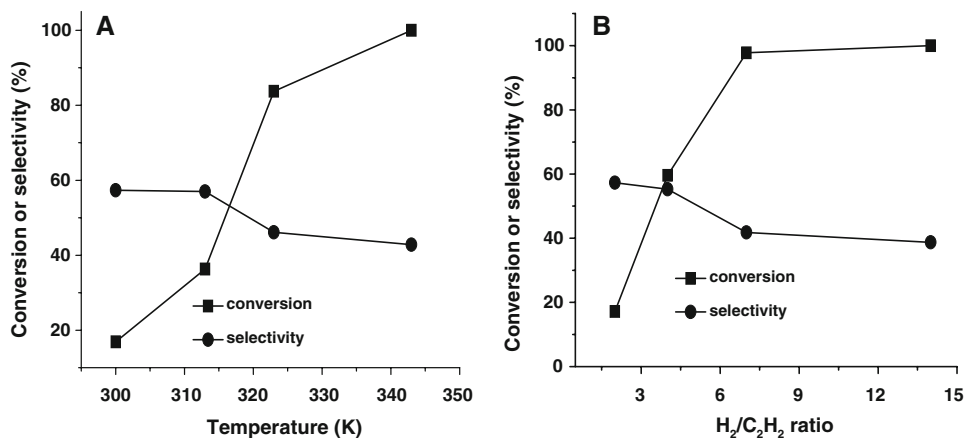 A
Conversion or selectivity (%)
100
80
60
40
20
conversion
selectivity
300 310 320 330 340 350
Temperature (K)
B
Conversion or selectivity (%)
100
80
60
40
20
0
conversion
selectivity
3 6 9 12 15
H₂/C₂H₂ ratio